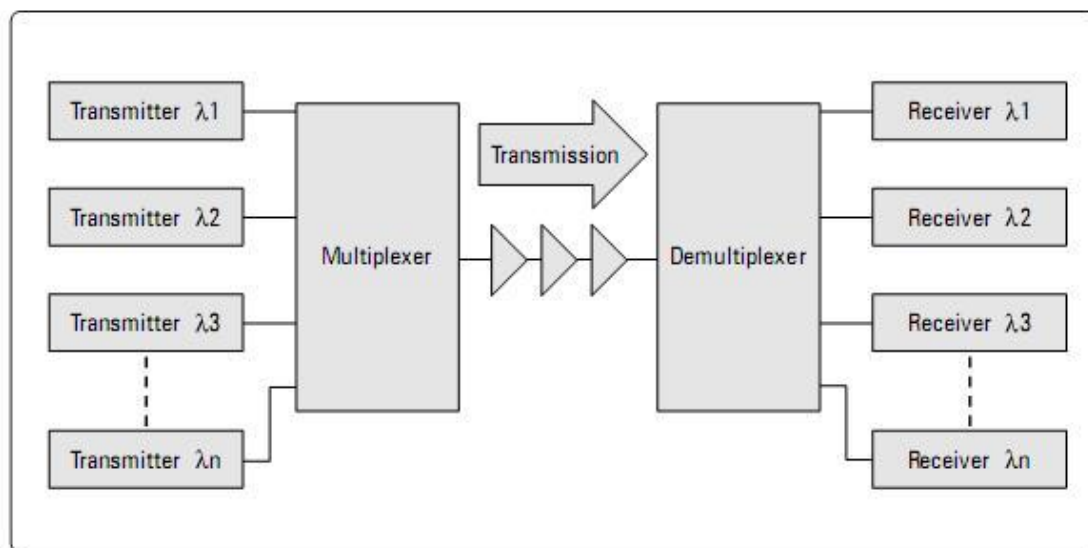 Transmitter λ1
Transmitter λ2
Transmitter λ3
Transmitter λn
Multiplexer
Transmission
Demultiplexer
Receiver λ1
Receiver λ2
Receiver λ3
Receiver λn